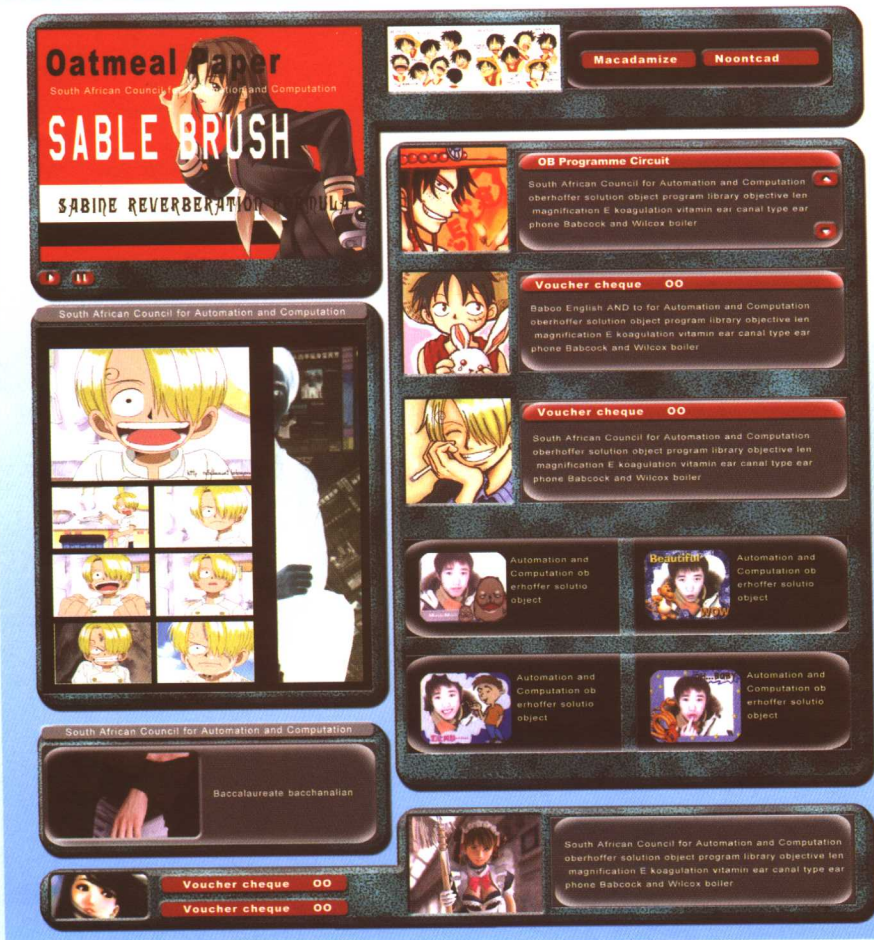 Oatmeal Paper
South African Council for Automation and Computation
SABLE BRUSH
SABINE REVERBERATION FORMULA
Macadamize
Noontcad
OB Programme Circuit
South African Council for Automation and Computation
oberhoffer solution object program library objective len
magnification E koagulation vitamin ear canal type ear
phone Babcock and Wilcox boiler
Voucher cheque OO
Baboo English AND to for Automation and Computation
oberhoffer solution object program library objective len
magnification E koagulation vitamin ear canal type ear
phone Babcock and Wilcox boiler
Voucher cheque OO
South African Council for Automation and Computation
oberhoffer solution object program library objective len
magnification E koagulation vitamin ear canal type ear
phone Babcock and Wilcox boiler
South African Council for Automation and Computation
Automation and
Computation ob
erhoffer solutio
object
Beautiful
WOW
Automation and
Computation ob
erhoffer solutio
object
Automation and
Computation ob
erhoffer solutio
object
Automation and
Computation ob
erhoffer solutio
object
South African Council for Automation and Computation
Baccalaureate bacchanalian
Voucher cheque OO
Voucher cheque OO
South African Council for Automation and Computation
oberhoffer solution object program library objective len
magnification E koagulation vitamin ear canal type ear
phone Babcock and Wilcox boiler